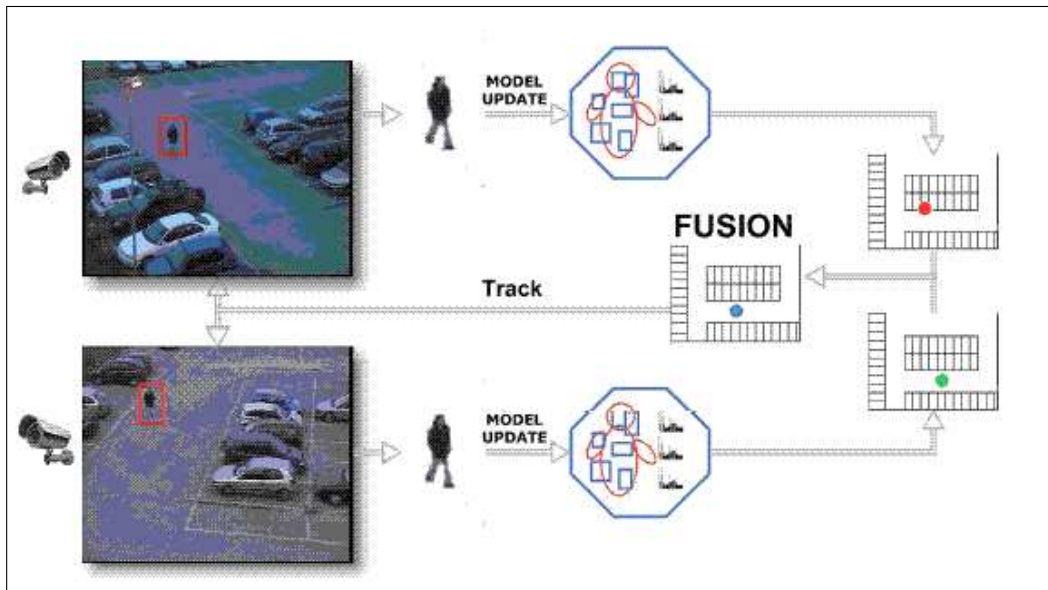 MODEL
UPDATE
FUSION
Track
MODEL
UPDATE